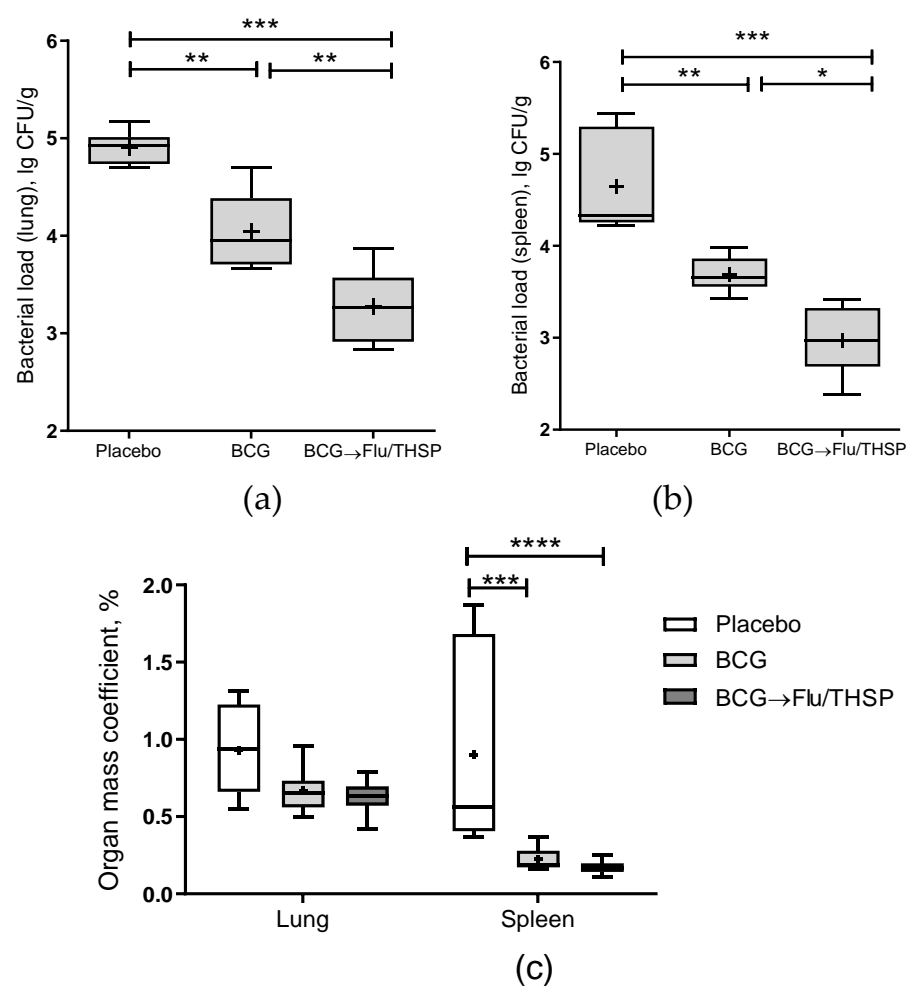 ***
**
**
6
5
4
3
2
Bacterial load (lung), lg CFU/g
Placebo
BCG
BCG→Flu/THSP
(a)
***
**
*
6
5
4
3
2
Bacterial load (spleen), lg CFU/g
Placebo
BCG
BCG→Flu/THSP
(b)
****
***
2.0
1.5
1.0
0.5
0.0
Organ mass coefficient, %
Lung
Spleen
Placebo
BCG
BCG→Flu/THSP
(c)